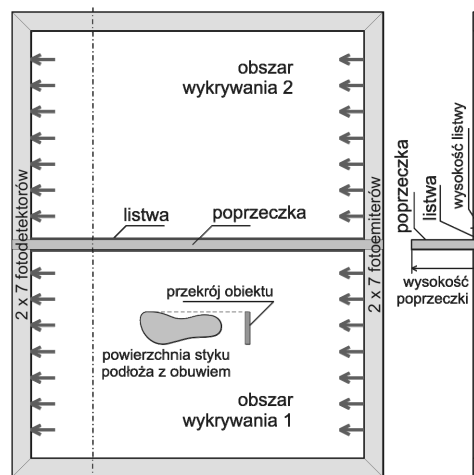 obszar
wykrywania 2
2 x 7 fotodetektorów
listwa
poprzeczka
2 x 7 fotoemiterów
poprzeczka
listwa
wysokość listwy
wysokość
poprzeczki
przekrój obiektu
powierzchnia styku
podłoża z obuwiem
obszar
wykrywania 1